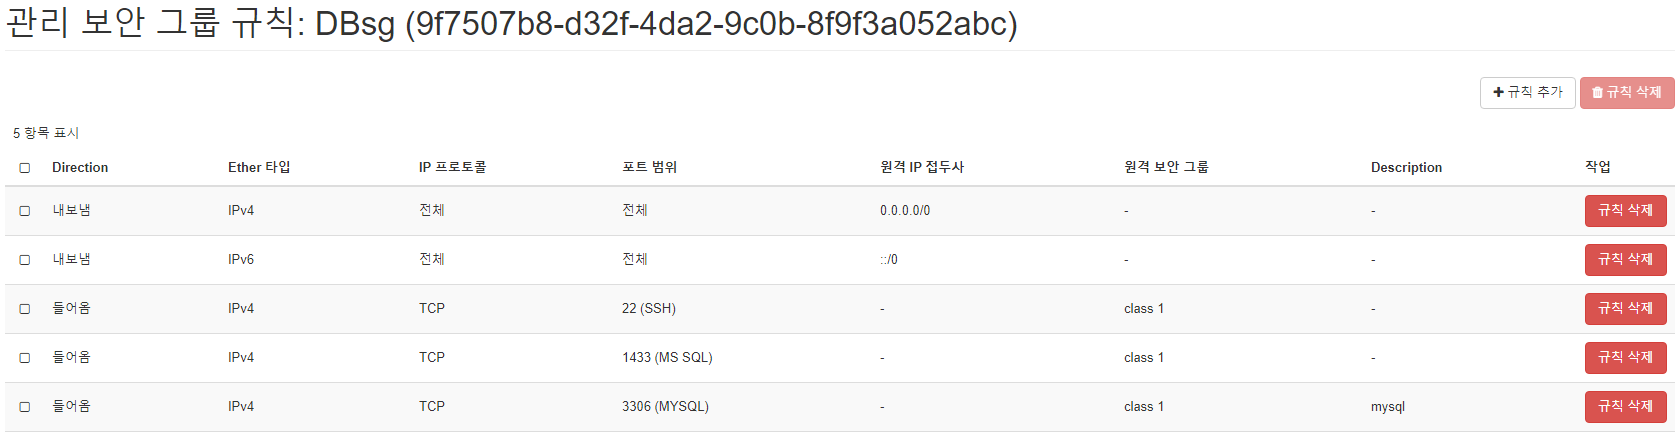 관리 보안 그룹 규칙: DBsg (9f7507b8-d32f-4da2-9c0b-8f9f3a052abc)
규칙 추가 규칙 삭제
5 항목 표시
Direction Ether 타입 IP 프로토콜 포트 범위 원격 IP 접두사 원격 보안 그룹 Description 작업
내보냄 IPv4 전체 전체 0.0.0.0/0 - - 규칙 삭제
내보냄 IPv6 전체 전체 ::/0 - - 규칙 삭제
들어옴 IPv4 TCP 22 (SSH) - class 1 - 규칙 삭제
들어옴 IPv4 TCP 1433 (MS SQL) - class 1 - 규칙 삭제
들어옴 IPv4 TCP 3306 (MYSQL) - class 1 mysql 규칙 삭제